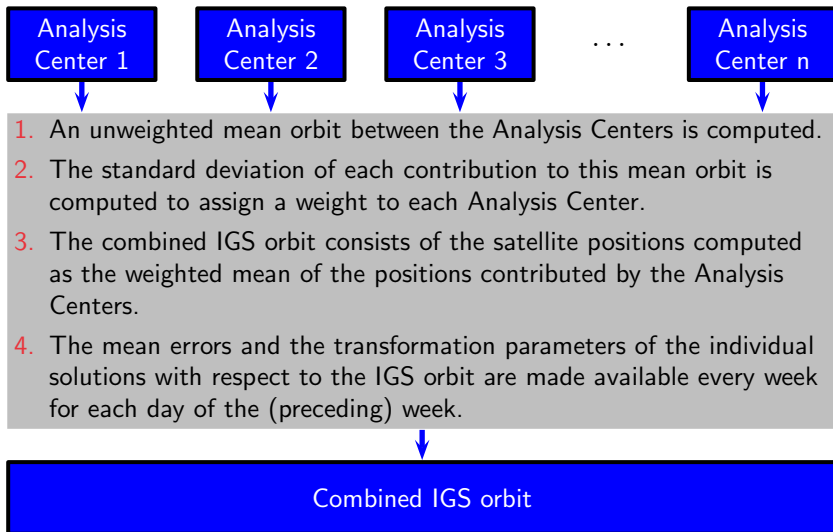 Analysis
Center 1
Analysis
Center 2
Analysis
Center 3
...
Analysis
Center n
1. An unweighted mean orbit between the Analysis Centers is computed.
2. The standard deviation of each contribution to this mean orbit is
computed to assign a weight to each Analysis Center.
3. The combined IGS orbit consists of the satellite positions computed
as the weighted mean of the positions contributed by the Analysis
Centers.
4. The mean errors and the transformation parameters of the individual
solutions with respect to the IGS orbit are made available every week
for each day of the (preceding) week.
Combined IGS orbit